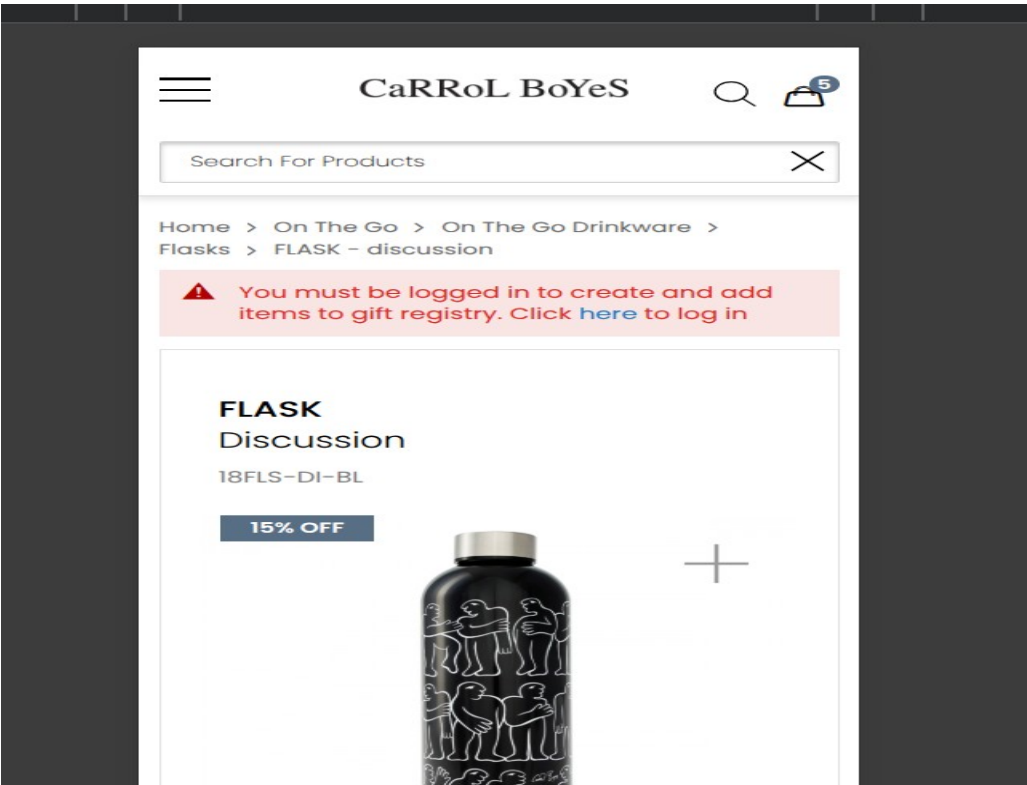 CaRRoL BoYeS
5
Search For Products
Home > On The Go > On The Go Drinkware >
Flasks > FLASK - discussion
You must be logged in to create and add
items to gift registry. Click here to log in
FLASK
Discussion
18FLS-DI-BL
15% OFF